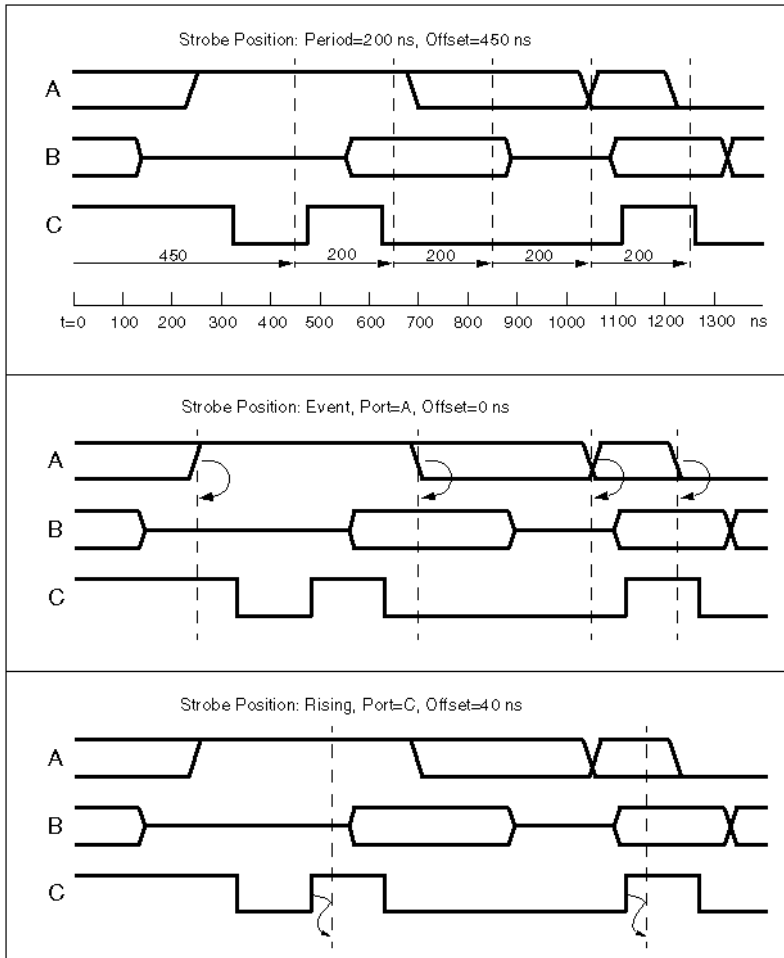 Strobe Position: Period=200 ns, Offset=450 ns
A
B
C
450 200 200 200 200
t=0 100 200 300 400 500 600 700 800 900 1000 1100 1200 1300 ns
Strobe Position: Event, Port=A, Offset=0 ns
A
B
C
Strobe Position: Rising, Port=C, Offset=40 ns
A
B
C